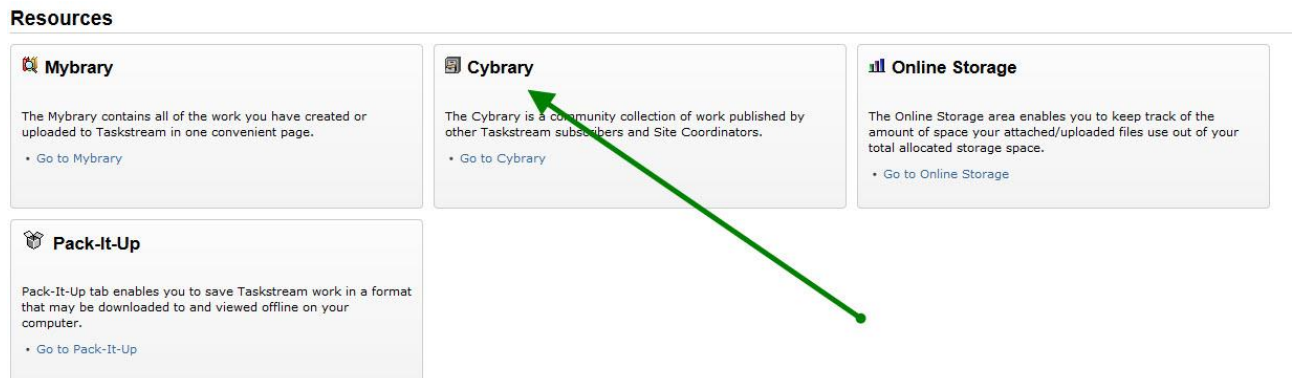 Resources
Mybrary
The Mybrary contains all of the work you have created or
uploaded to Taskstream in one convenient page.
• Go to Mybrary
Cybrary
The Cybrary is a community collection of work published by
other Taskstream subscribers and Site Coordinators.
• Go to Cybrary
Online Storage
The Online Storage area enables you to keep track of the
amount of space your attached/uploaded files use out of your
total allocated storage space.
• Go to Online Storage
Pack-It-Up
Pack-It-Up tab enables you to save Taskstream work in a format
that may be downloaded to and viewed offline on your
computer.
• Go to Pack-It-Up